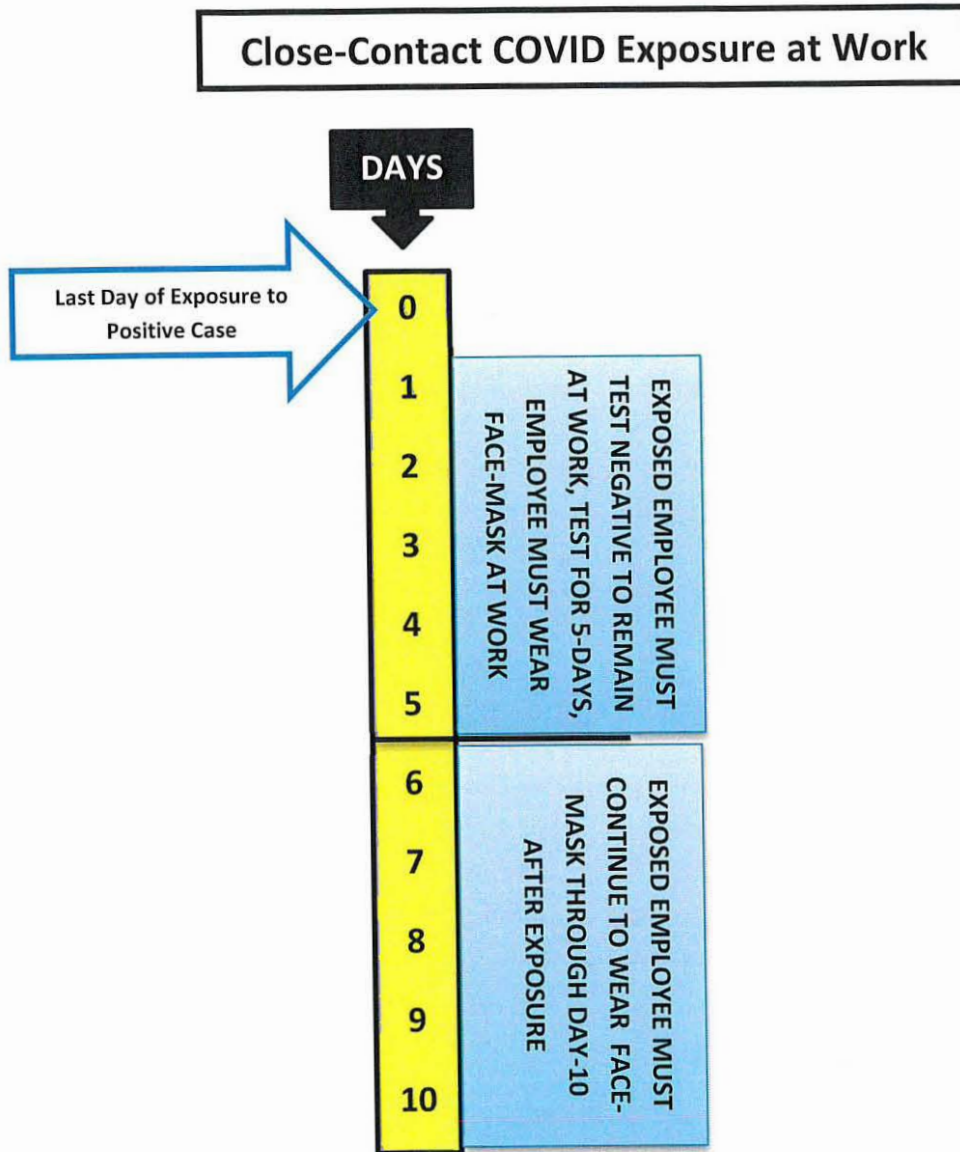 Close-Contact COVID Exposure at Work
DAYS
Last Day of Exposure to
Positive Case
0
1
2
3
4
5
6
7
8
9
10
EXPOSED EMPLOYEE MUST
TEST NEGATIVE TO REMAIN
AT WORK, TEST FOR 5-DAYS,
EMPLOYEE MUST WEAR
FACE-MASK AT WORK
EXPOSED EMPLOYEE MUST
CONTINUE TO WEAR FACE-
MASK THROUGH DAY-10
AFTER EXPOSURE